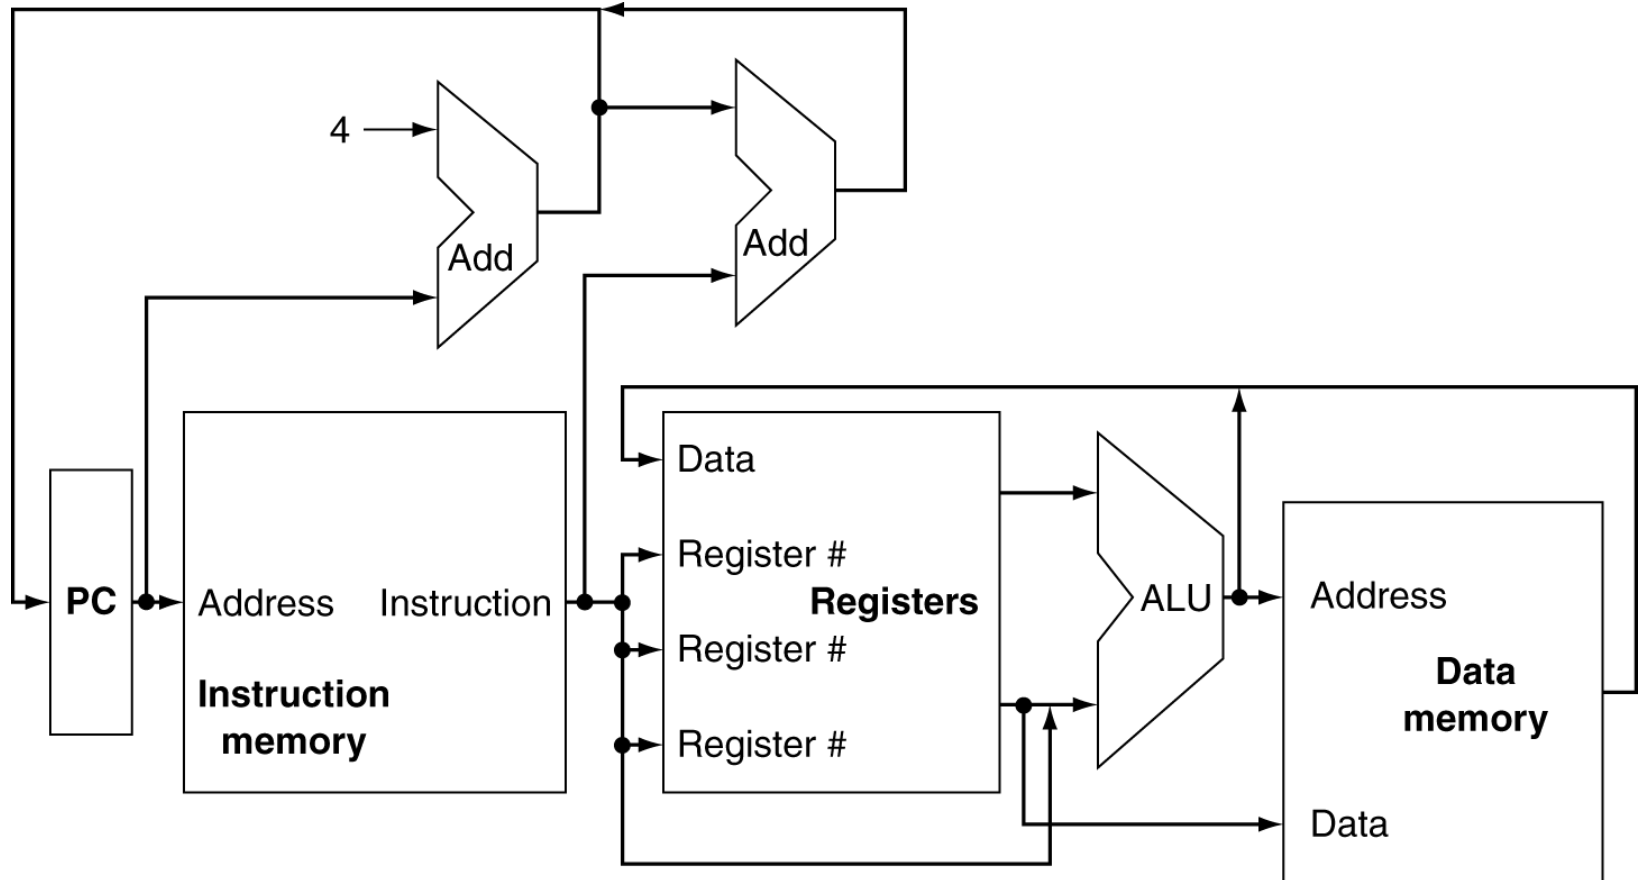 4
Add
Add
PC
Address
Instruction
Instruction
memory
Data
Register #
Registers
Register #
Register #
ALU
Address
Data
memory
Data